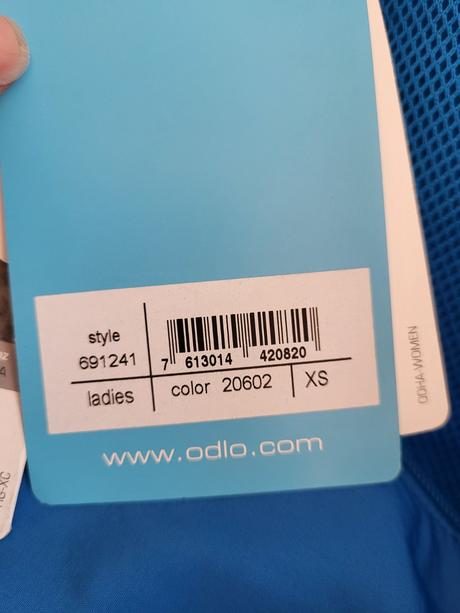 style
691241
7 613014 420820
ladies
color 20602
XS
www.odlo.com
ODHA-WOMEN